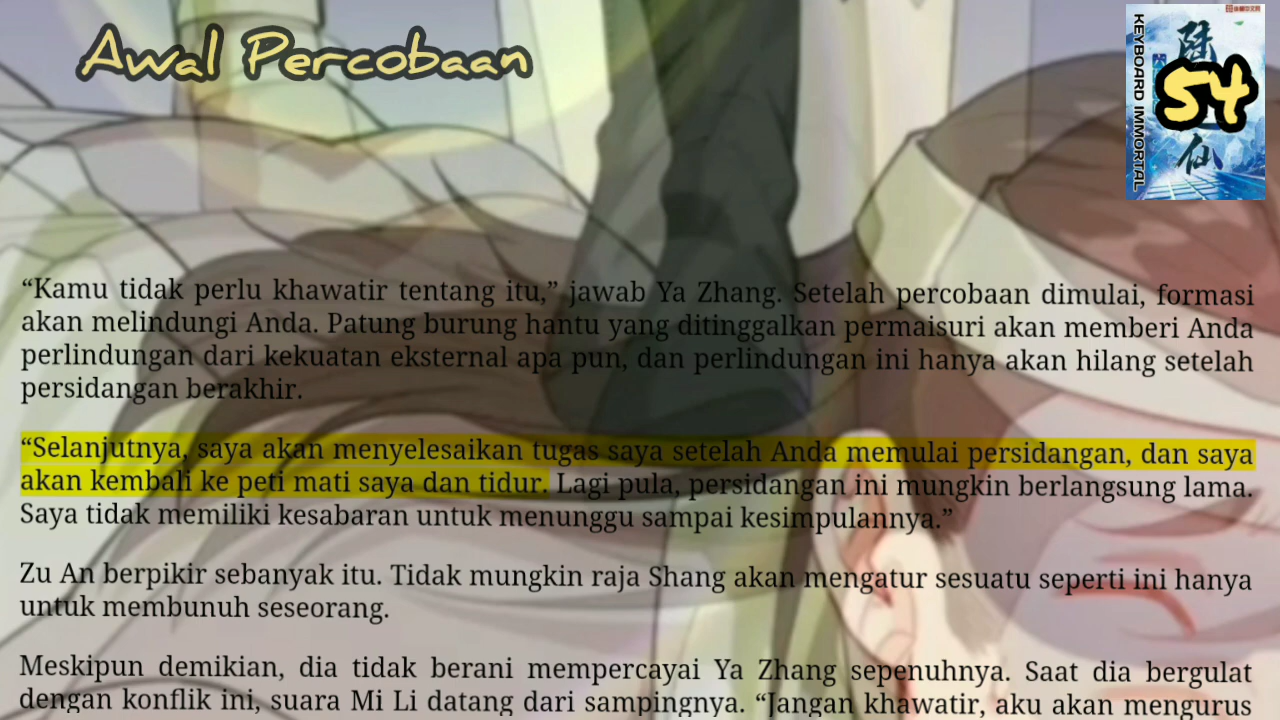 Awal Percobaan
KEYBOARD IMMORTAL
陆
仙
54
“Kamu tidak perlu khawatir tentang itu,” jawab Ya Zhang. Setelah percobaan dimulai, formasi
akan melindungi Anda. Patung burung hantu yang ditinggalkan permaisuri akan memberi Anda
perlindungan dari kekuatan eksternal apa pun, dan perlindungan ini hanya akan hilang setelah
persidangan berakhir.
“Selanjutnya, saya akan menyelesaikan tugas saya setelah Anda memulai persidangan, dan saya
akan kembali ke peti mati saya dan tidur. Lagi pula, persidangan ini mungkin berlangsung lama.
Saya tidak memiliki kesabaran untuk menunggu sampai kesimpulannya.”
Zu An berpikir sebanyak itu. Tidak mungkin raja Shang akan mengatur sesuatu seperti ini hanya
untuk membunuh seseorang.
Meskipun demikian, dia tidak berani mempercayai Ya Zhang sepenuhnya. Saat dia bergulat
dengan konflik ini, suara Mi Li datang dari sampingnya. “Jangan khawatir, aku akan mengurus